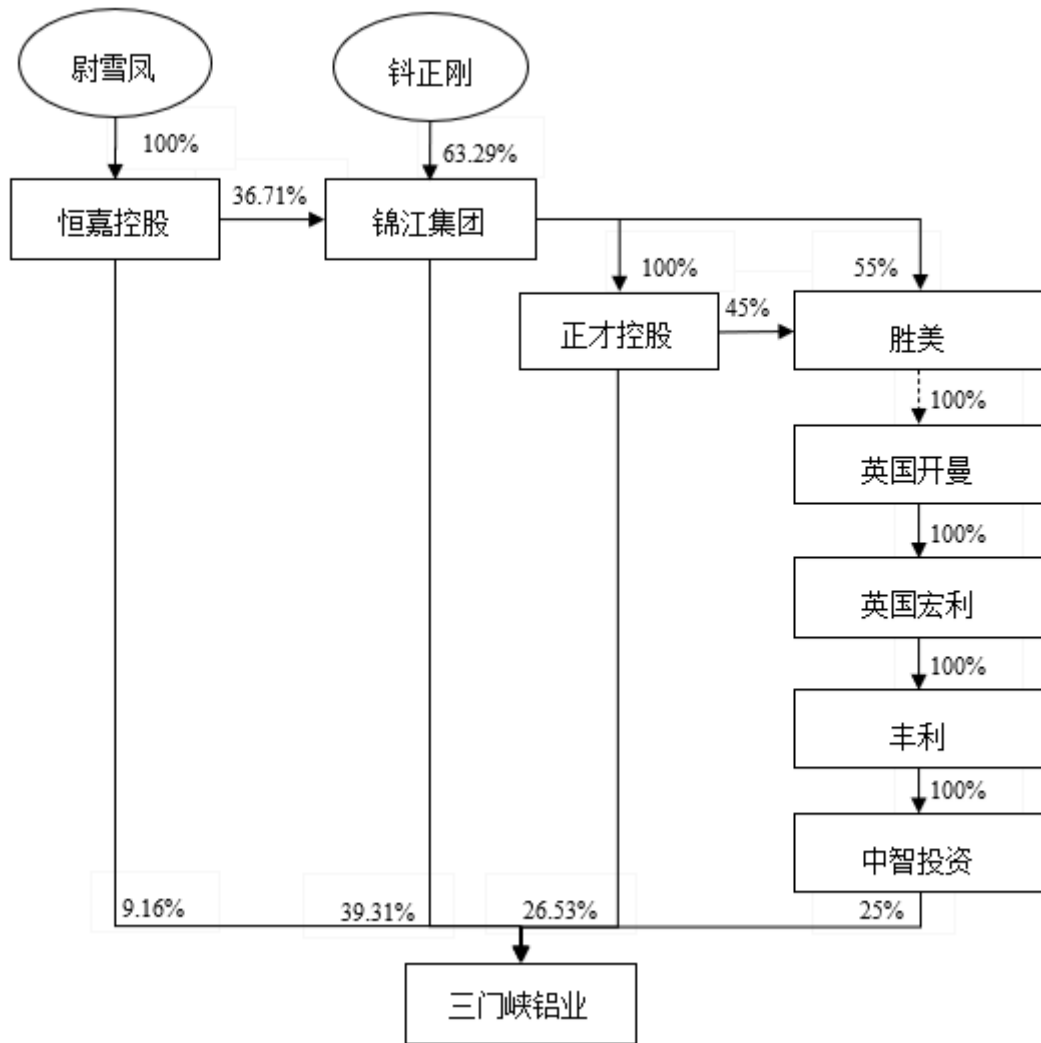 尉雪凤
钭正刚
100%
63.29%
恒嘉控股
36.71%
锦江集团
100%
55%
正才控股
45%
胜美
100%
英国开曼
100%
英国宏利
100%
丰利
100%
中智投资
9.16%
39.31%
26.53%
25%
三门峡铝业